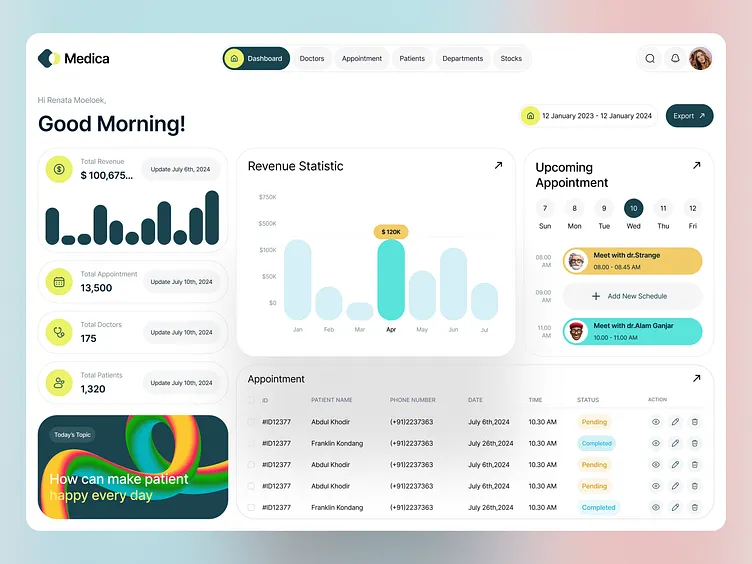 Medica
Dashboard
Doctors
Appointment
Patients
Departments
Stocks
Hi Renata Moeloek,
Good Morning!
12 January 2023 - 12 January 2024
Export
Total Revenue
$ 100,675...
Update July 6th, 2024
Total Appointment
13,500
Update July 10th, 2024
Total Doctors
175
Update July 10th, 2024
Total Patients
1,320
Update July 10th, 2024
Today's Topic
How can make patient
happy every day
Revenue Statistic
$750K
$500K
$100K
$50K
$0
$ 120K
Jan
Feb
Mar
Apr
May
Jun
Jul
Upcoming
Appointment
7 8 9 10 11 12
Sun Mon Tue Wed Thu Fri
08.00
AM
Meet with dr.Strange
08.00 - 08.45 AM
09.00
AM
Add New Schedule
11.00
AM
Meet with dr.Alam Ganjar
10.00 - 11.00 AM
Appointment
ID PATIENT NAME PHONE NUMBER DATE TIME STATUS ACTION
#ID12377 Abdul Khodir (+91)2237363 July 6th,2024 10.30 AM Pending
#ID12377 Franklin Kondang (+91)2237363 July 26th,2024 10.30 AM Completed
#ID12377 Abdul Khodir (+91)2237363 July 6th,2024 10.30 AM Pending
#ID12377 Abdul Khodir (+91)2237363 July 26th,2024 10.30 AM Pending
#ID12377 Franklin Kondang (+91)2237363 July 26th,2024 10.30 AM Completed